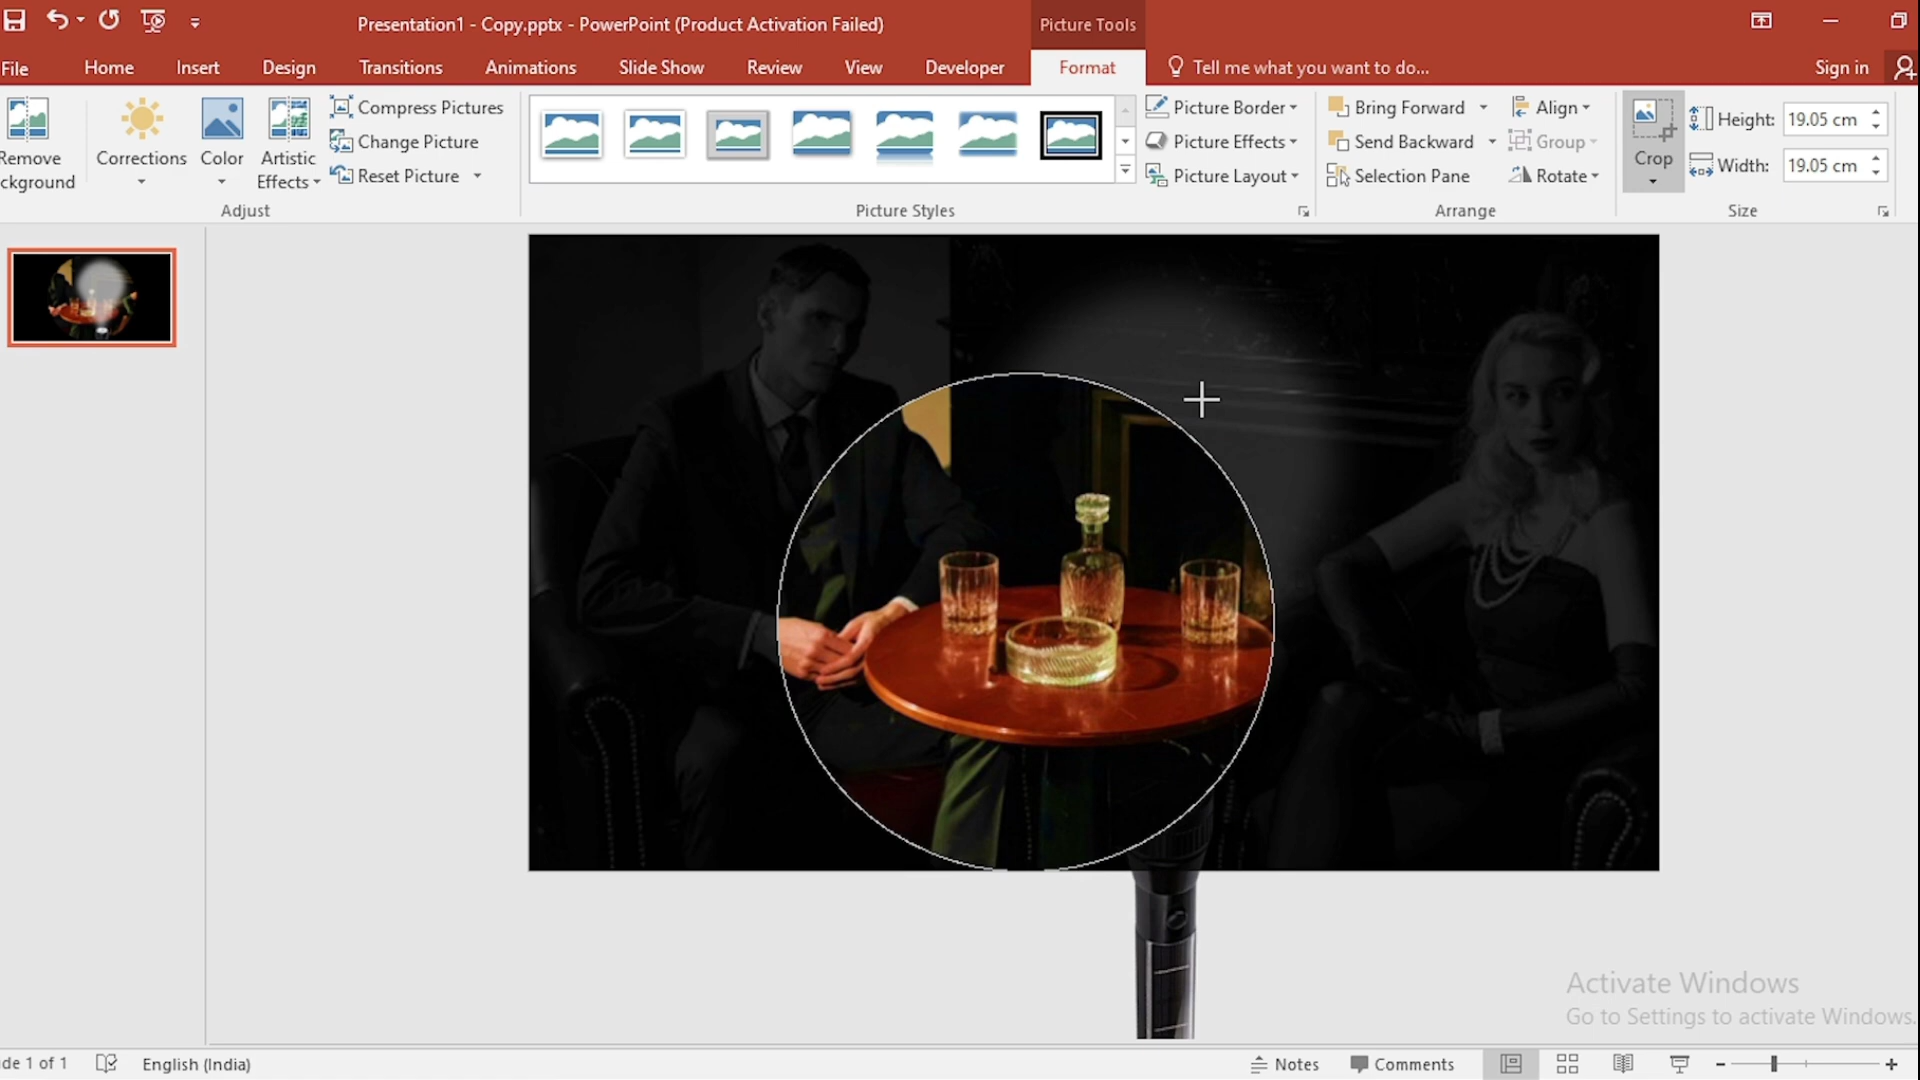 Presentation1 - Copy.pptx - PowerPoint (Product Activation Failed)
Picture Tools
File
Home
Insert
Design
Transitions
Animations
Slide Show
Review
View
Developer
Format
Tell me what you want to do...
Sign in
Remove
ckground
Corrections
Color
Artistic
Effects
Compress Pictures
Change Picture
Reset Picture
Adjust
Picture Styles
Picture Border
Picture Effects
Picture Layout
Bring Forward
Send Backward
Selection Pane
Align
Group
Rotate
Arrange
Crop
Height: 19.05 cm
Width: 19.05 cm
Size
Activate Windows
Go to Settings to activate Windows.
de 1 of 1
English (India)
Notes
Comments